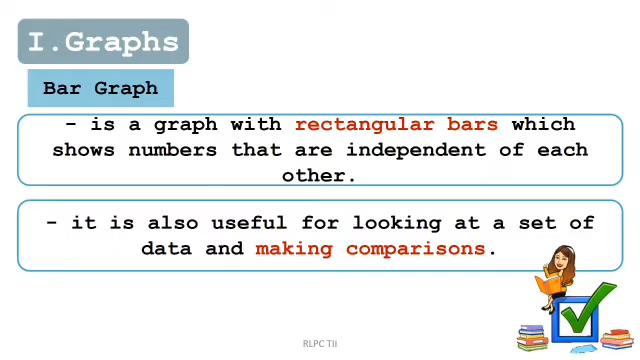 I.Graphs
Bar Graph
- is a graph with rectangular bars which
shows numbers that are independent of each
other.
- it is also useful for looking at a set of
data and making comparisons.
RLPC TII